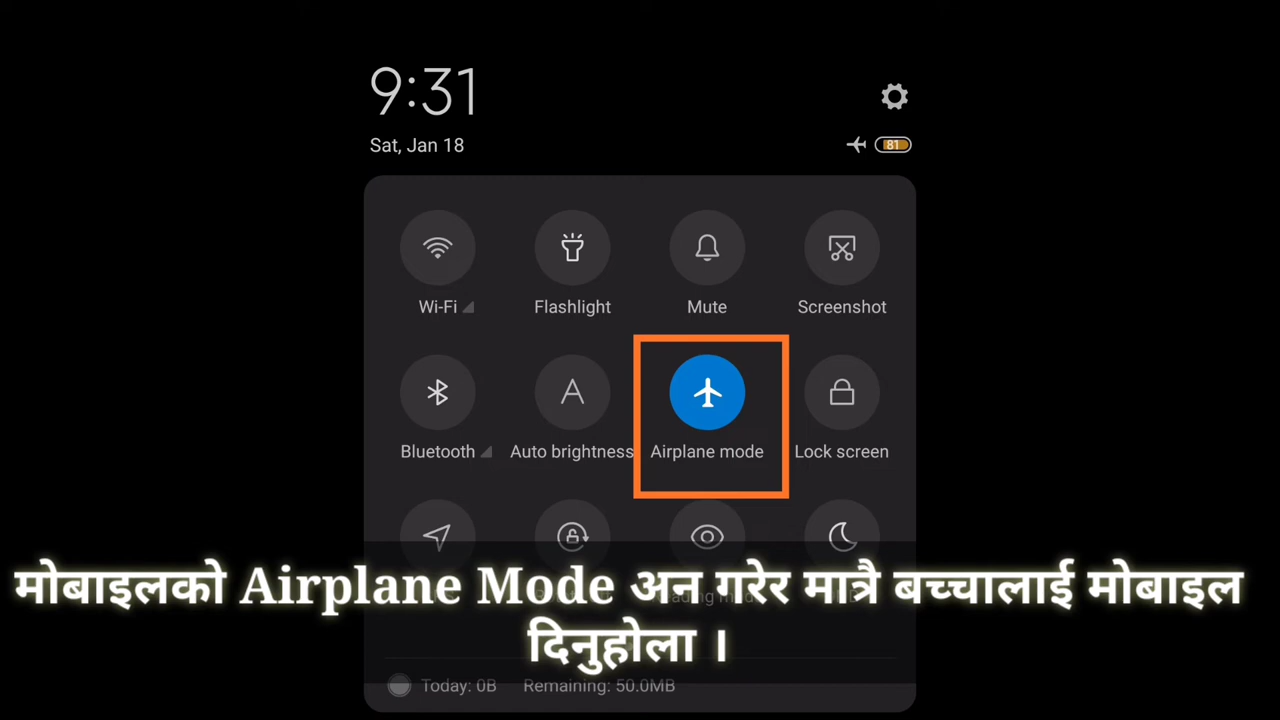 9:31
Sat, Jan 18
81
Wi-Fi
Flashlight
Mute
Screenshot
A
Bluetooth
Auto brightness
Airplane mode
Lock screen
मोबाइलको Airplane Mode अन गरेर मात्रै बच्चालाई मोबाइल
दिनुहोला ।
Today: 0B
Remaining: 50.0MB